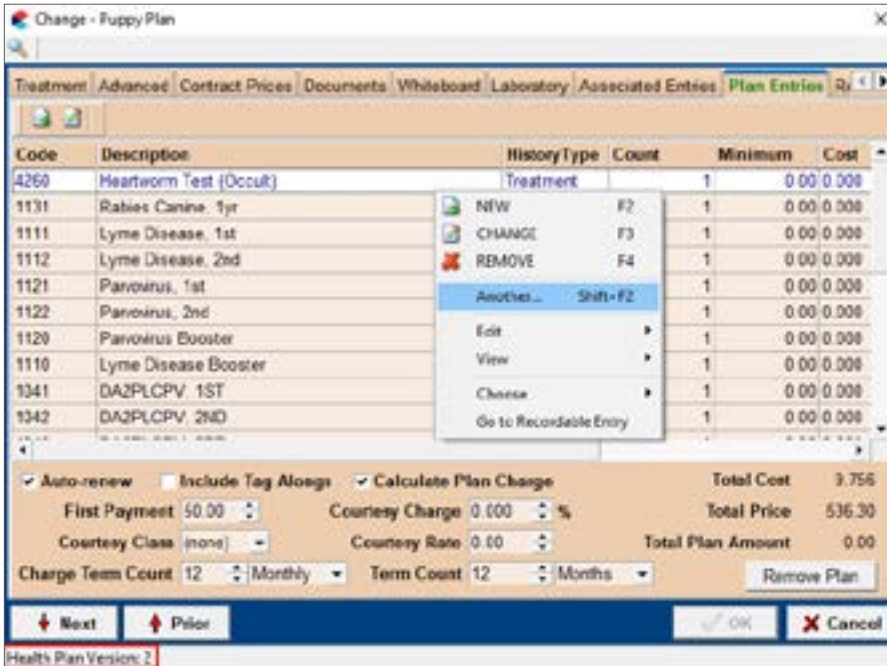 Change - Puppy Plan
Treatment Advanced Contract Prices Documents Whiteboard Laboratory Associated Entries Plan Entries
Code Description HistoryType Count Minimum Cost
4260 Heartworm Test (Occult) Treatment 1 0.00 0.000
1131 Rabies Canine, 1yr 1 0.00 0.000
1111 Lyme Disease, 1st 1 0.00 0.000
1112 Lyme Disease, 2nd 1 0.00 0.000
1121 Parvovirus, 1st 1 0.00 0.000
1122 Parvovirus, 2nd 1 0.00 0.000
1120 Parvovirus Booster 1 0.00 0.000
1110 Lyme Disease Booster 1 0.00 0.000
1041 DA2PLCPV, 1ST 1 0.00 0.000
1042 DA2PLCPV, 2ND 1 0.00 0.000
NEW F2
CHANGE F3
REMOVE F4
Another... Shift+F2
Edit
View
Choose
Go to Recordable Entry
Auto-renew Include Tag Alongs Calculate Plan Charge Total Cost 9.756
First Payment 50.00 Courtesy Charge 0.000 % Total Price 536.30
Courtesy Class (none) Courtesy Rate 0.00 Total Plan Amount 0.00
Charge Term Count 12 Monthly Term Count 12 Months Remove Plan
Next Prior OK Cancel
Health Plan Version: 2